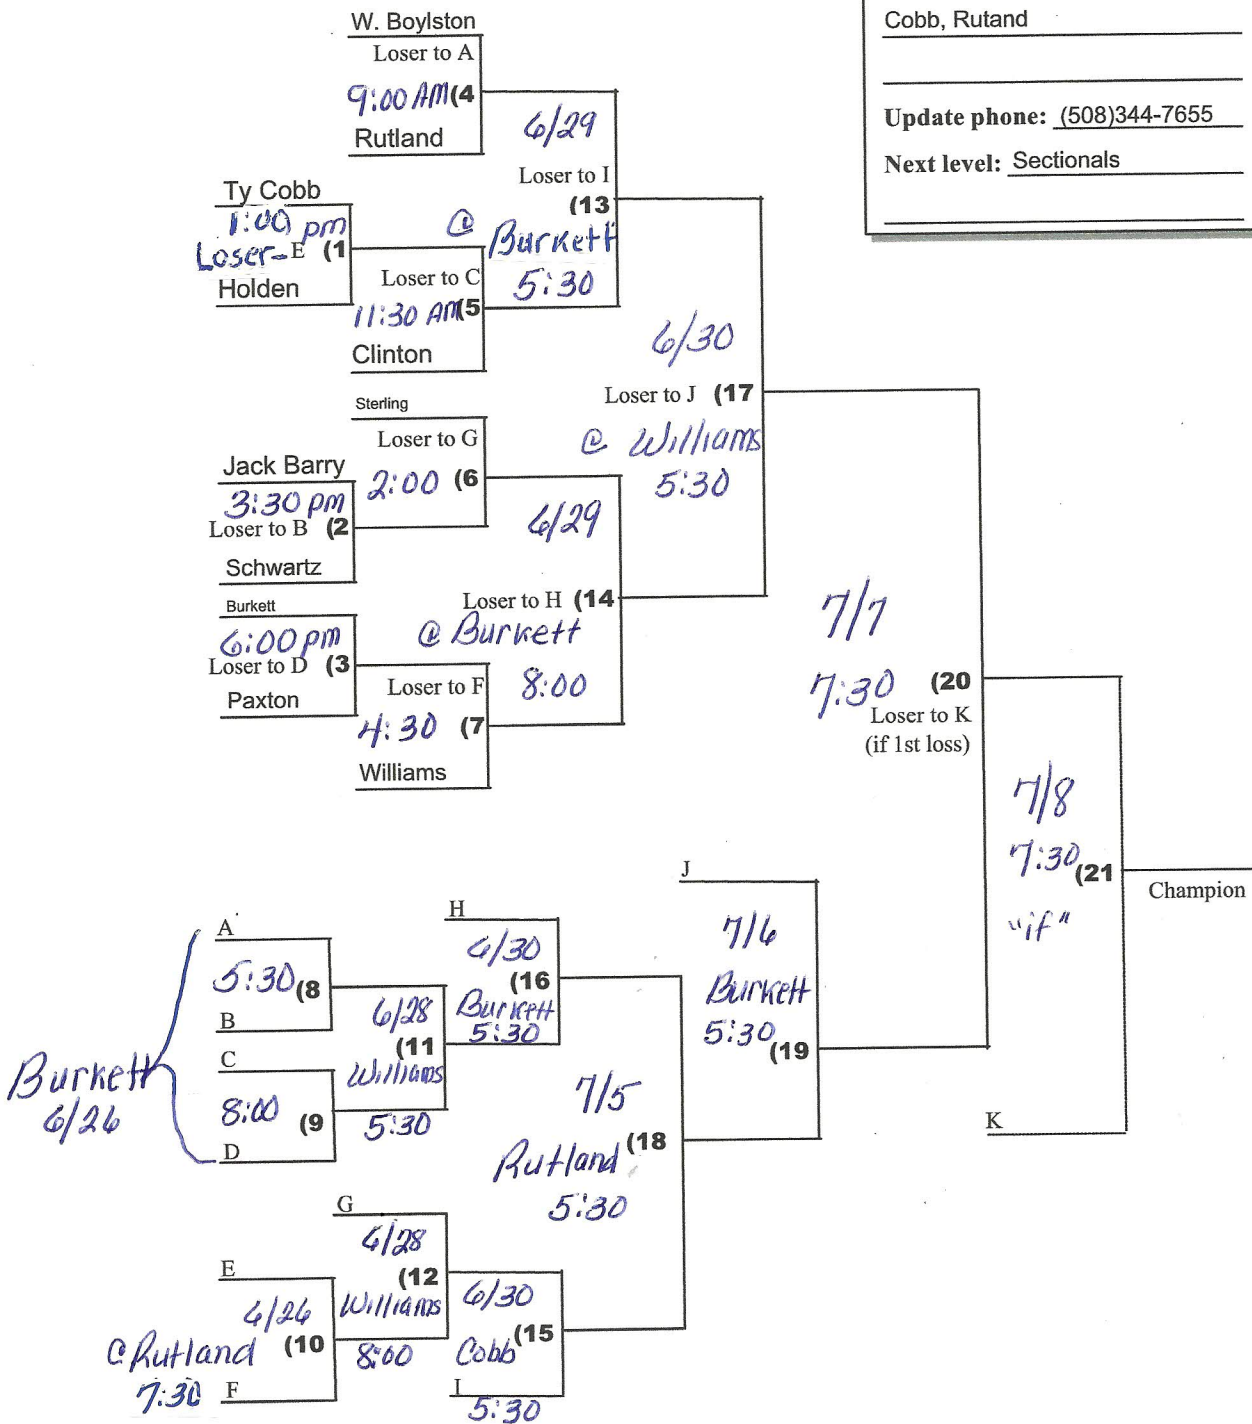 Cobb, Rutand
Update phone: (508)344-7655
Next level: Sectionals
W. Boylston
Loser to A
9:00 AM (4
Rutland
6/29
Loser to I
(13
@ Burkett
5:30
Ty Cobb
1:00 pm
Loser-E (1
Holden
Loser to C
11:30 AM (5
Clinton
6/30
Loser to J (17
@ Williams
5:30
Sterling
Loser to G
2:00 (6
Jack Barry
3:30 pm
Loser to B (2
Schwartz
6/29
Loser to H (14
@ Burkett
8:00
Burkett
6:00 pm
Loser to D (3
Paxton
Loser to F
4:30 (7
Williams
7/7
7:30 (20
Loser to K
(if 1st loss)
7/8
7:30 (21
"if"
Champion
J
7/6
Burkett
5:30 (19
K
H
6/30
(16
Burkett
5:30
A
5:30 (8
B
6/28
(11
Williams
5:30
C
8:00 (9
D
Burkett
6/26
7/5
(18
Rutland
5:30
G
6/28
(12
Williams
8:00
E
6/26
@ Rutland (10
7:30 F
6/30
Cobb (15
I
5:30